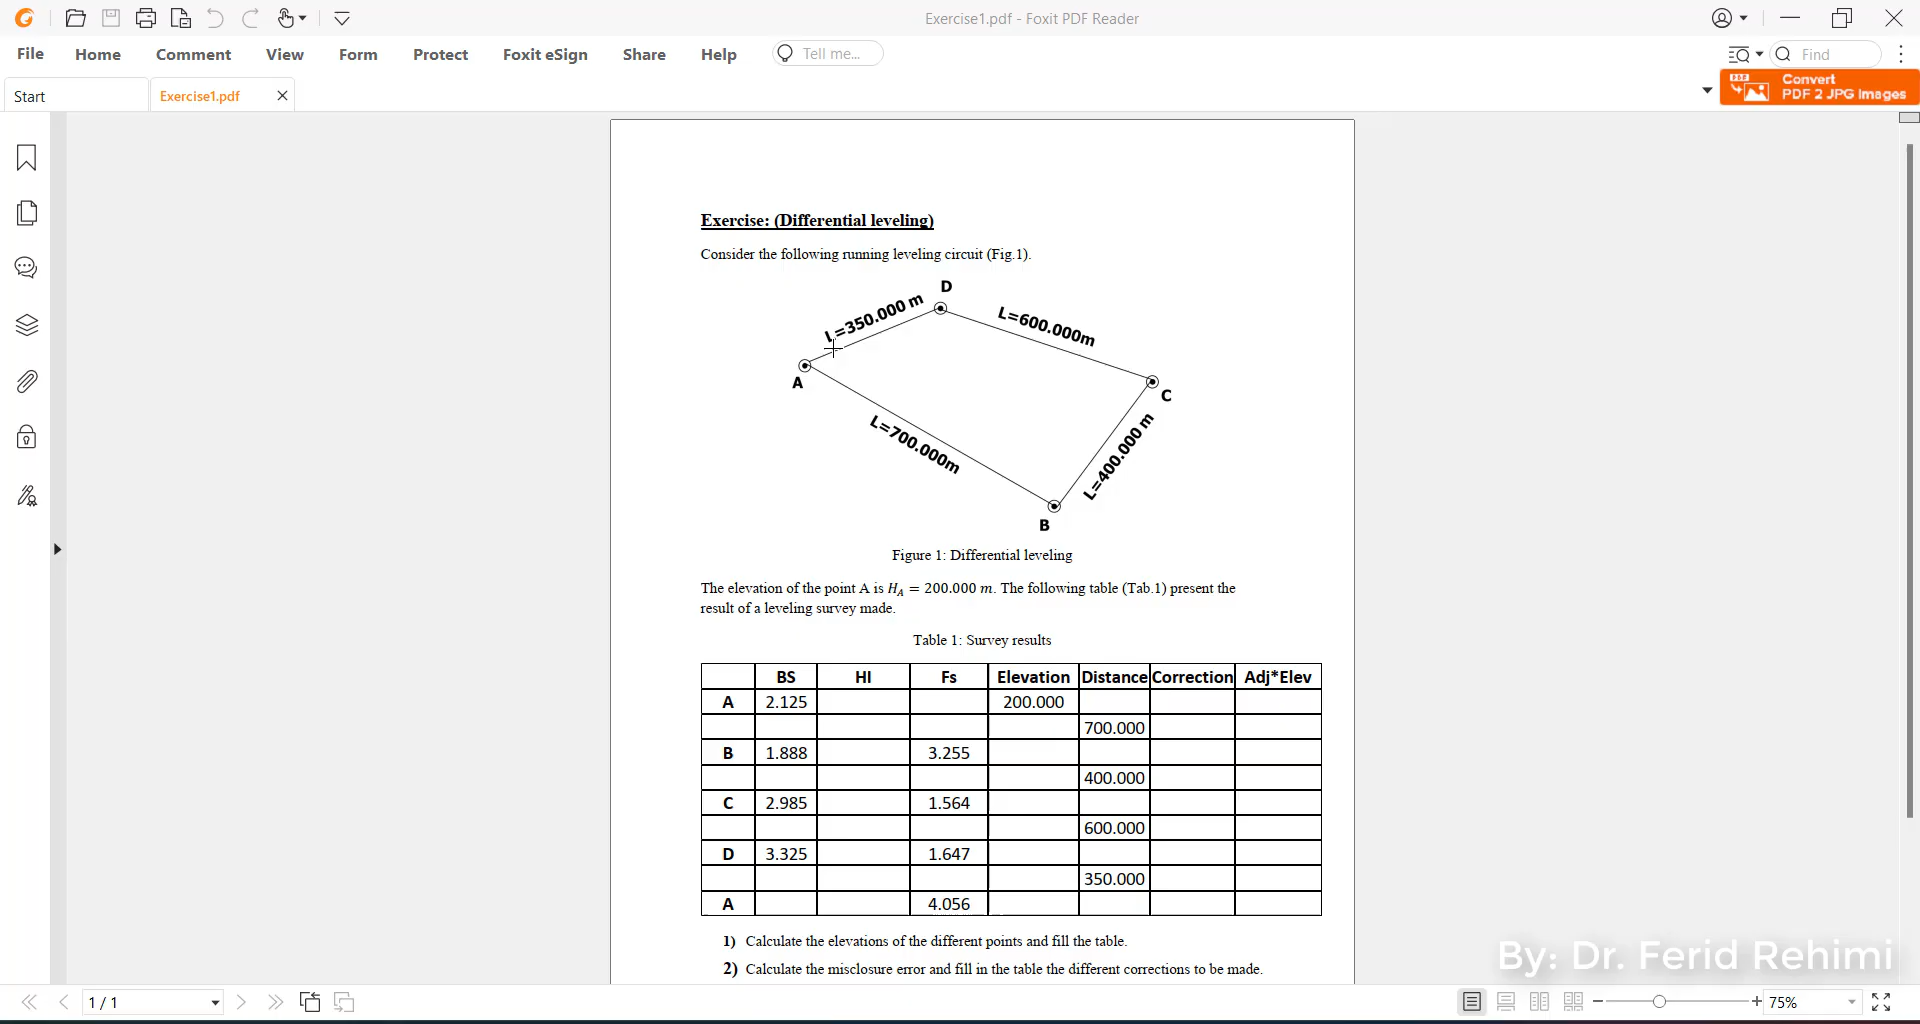 Exercise1.pdf - Foxit PDF Reader
File Home Comment View Form Protect Foxit eSign Share Help Tell me... Find
Start Exercise1.pdf
PDF Convert
PDF 2 JPG Images
Exercise: (Differential leveling)
Consider the following running leveling circuit (Fig.1).
D
L=350.000 m
L=600.000m
A
C
L=700.000m
L=400.000 m
B
Figure 1: Differential leveling
The elevation of the point A is H_A = 200.000 m. The following table (Tab.1) present the
result of a leveling survey made.
Table 1: Survey results
BS HI Fs Elevation Distance Correction Adj*Elev
A 2.125 200.000
700.000
B 1.888 3.255
400.000
C 2.985 1.564
600.000
D 3.325 1.647
350.000
A 4.056
1) Calculate the elevations of the different points and fill the table.
2) Calculate the misclosure error and fill in the table the different corrections to be made.
By: Dr. Ferid Rehimi
1 / 1 75%